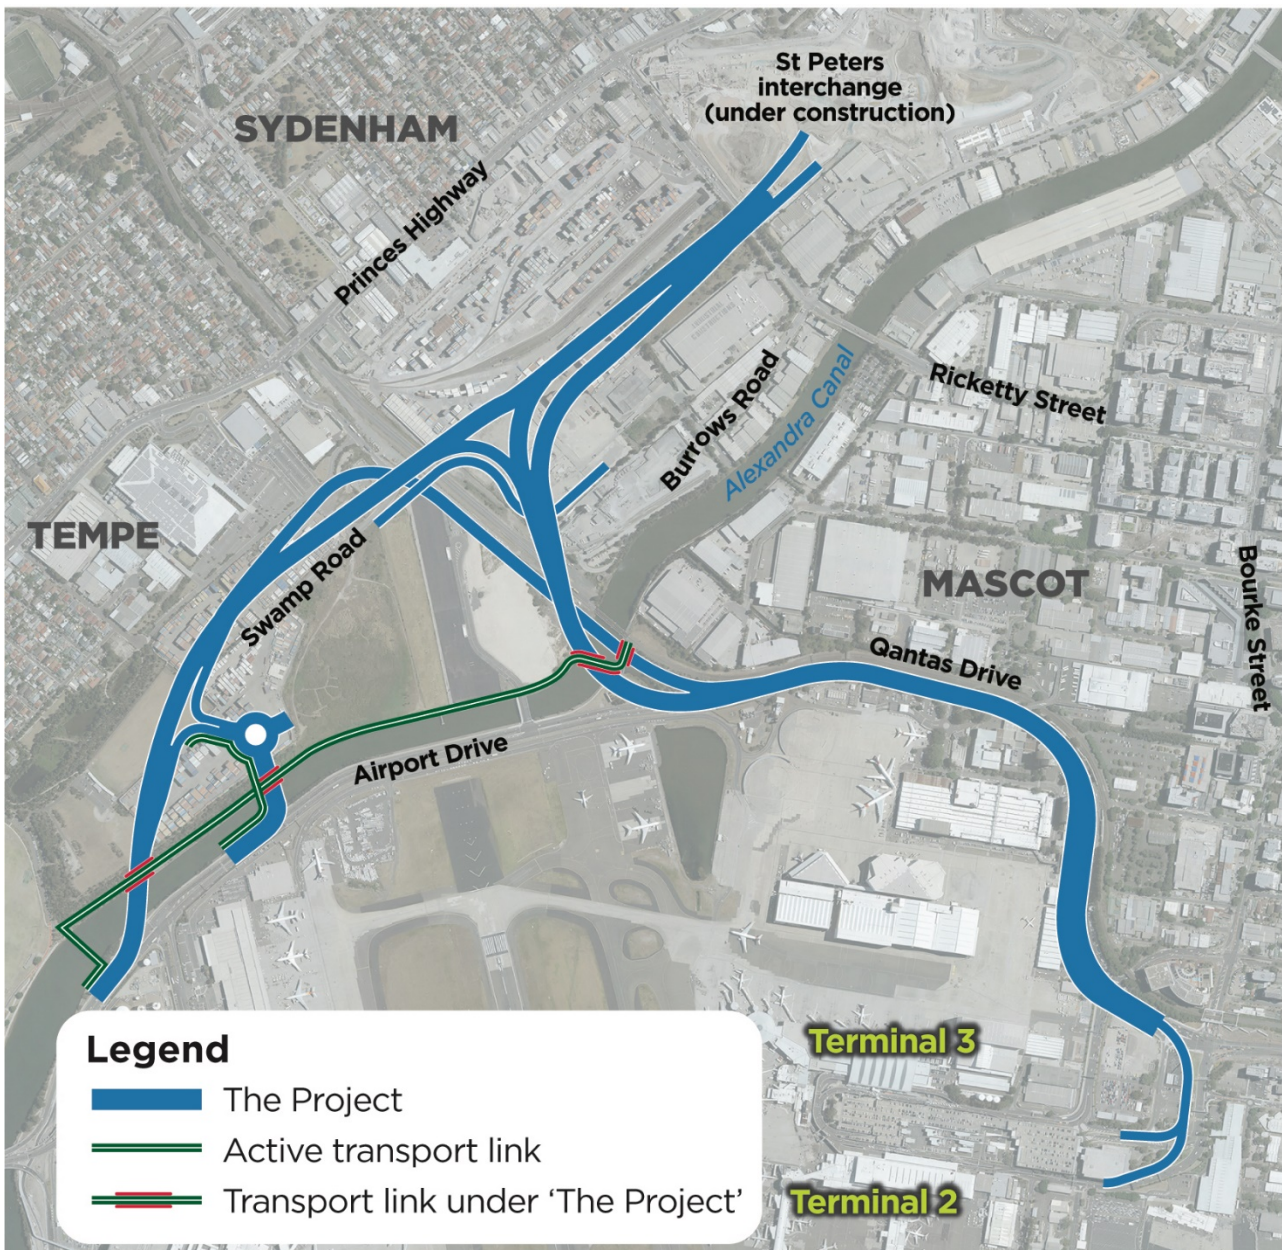 St Peters
interchange
(under construction)
SYDENHAM
Princes Highway
Ricketty Street
Burrows Road
Alexandra Canal
TEMPE
Swamp Road
MASCOT
Bourke Street
Qantas Drive
Airport Drive
Terminal 3
Terminal 2
Legend
The Project
Active transport link
Transport link under ‘The Project’